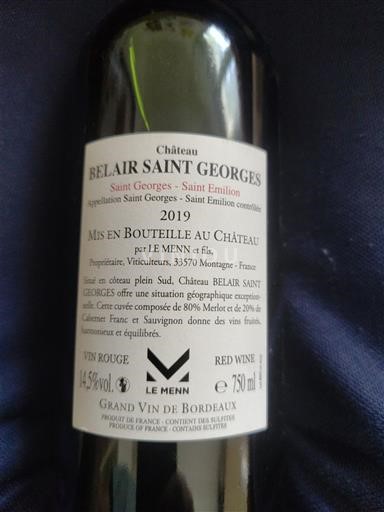 Château
BELAIR SAINT GEORGES
Saint Georges - Saint Emilion
Appellation Saint Georges - Saint Emilion contrôlée
2019
MIS EN BOUTEILLE AU CHÂTEAU
par LE MENN et fils,
Propriétaire, Viticulteurs, 33570 Montagne - France
Situé en côteau plein Sud, Château BELAIR SAINT
GEORGES offre une situation géographique exception-
nelle. Cette cuvée composée de 80% Merlot et de 20% de
Cabernet Franc et Sauvignon donne des vins fruités,
harmonieux et équilibrés.
VIN ROUGE
RED WINE
14,5%vol.
LE MENN
e 750 ml
GRAND VIN DE BORDEAUX
PRODUIT DE FRANCE - CONTIENT DES SULFITES
PRODUCE OF FRANCE - CONTAINS SULFITES